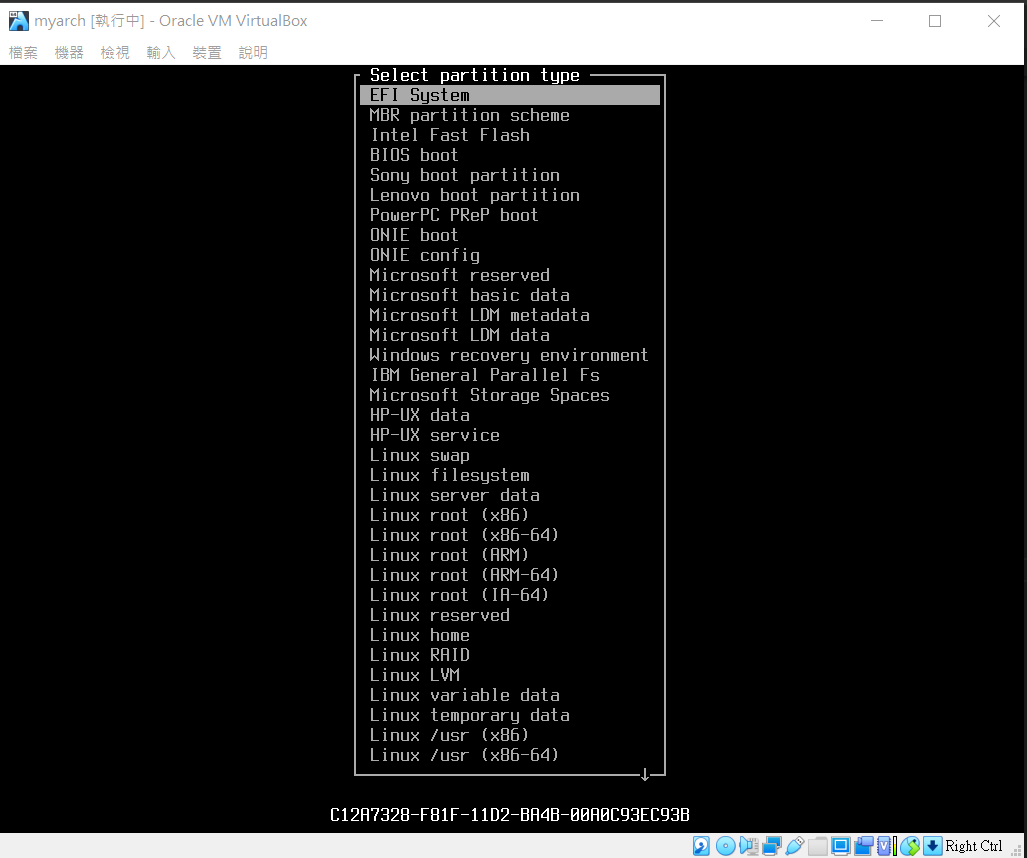 myarch [執行中] - Oracle VM VirtualBox
檔案 機器 檢視 輸入 裝置 說明
Select partition type
EFI System
MBR partition scheme
Intel Fast Flash
BIOS boot
Sony boot partition
Lenovo boot partition
PowerPC PReP boot
ONIE boot
ONIE config
Microsoft reserved
Microsoft basic data
Microsoft LDM metadata
Microsoft LDM data
Windows recovery environment
IBM General Parallel Fs
Microsoft Storage Spaces
HP-UX data
HP-UX service
Linux swap
Linux filesystem
Linux server data
Linux root (x86)
Linux root (x86-64)
Linux root (ARM)
Linux root (ARM-64)
Linux root (IA-64)
Linux reserved
Linux home
Linux RAID
Linux LVM
Linux variable data
Linux temporary data
Linux /usr (x86)
Linux /usr (x86-64)
C12A7328-F81F-11D2-BA4B-00A0C93EC93B
Right Ctrl